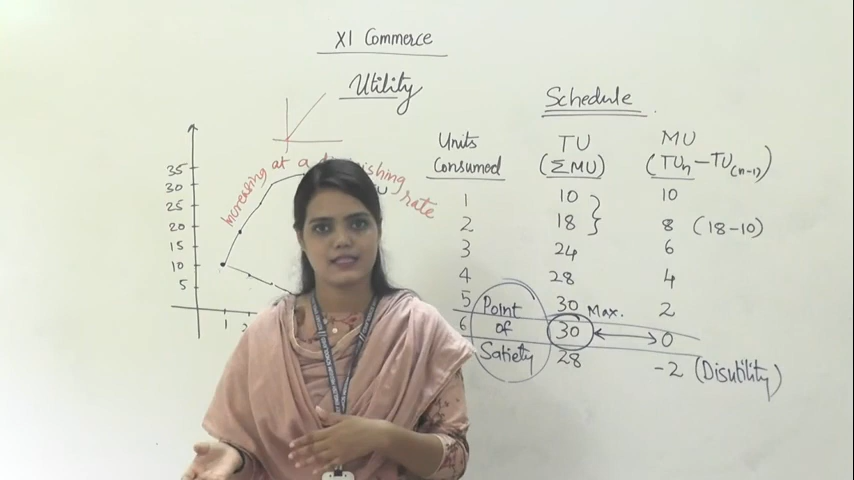 XI Commerce
Utility
Schedule
Units Consumed TU (ΣMU) MU (TUn-TU(n-1))
1 10 10
2 18 8 (18-10)
3 24 6
4 28 4
5 30 Max. 2
6 30 0
28 -2 (Disutility)
Point
of
Satiety
Increasing at a rate
35
30
25
20
15
10
5
1
2
U